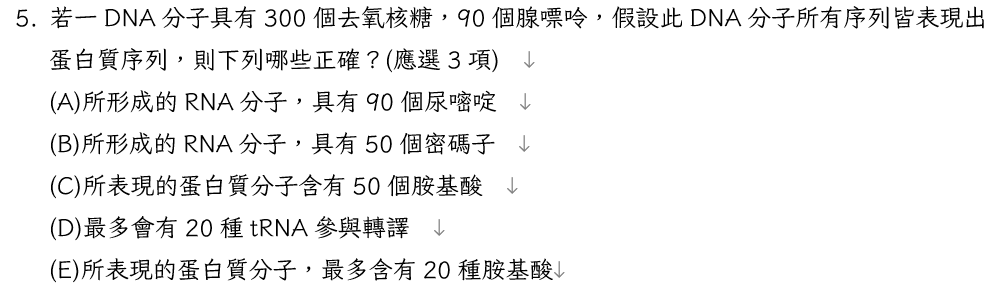 5. 若一 DNA 分子具有 300 個去氧核糖,90 個腺嘌呤,假設此 DNA 分子所有序列皆表現出
蛋白質序列,則下列哪些正確?(應選 3 項) ↓
(A)所形成的 RNA 分子,具有 90 個尿嘧啶 ↓
(B)所形成的 RNA 分子,具有 50 個密碼子 ↓
(C)所表現的蛋白質分子含有 50 個胺基酸 ↓
(D)最多會有 20 種 tRNA 參與轉譯 ↓
(E)所表現的蛋白質分子,最多含有 20 種胺基酸↓